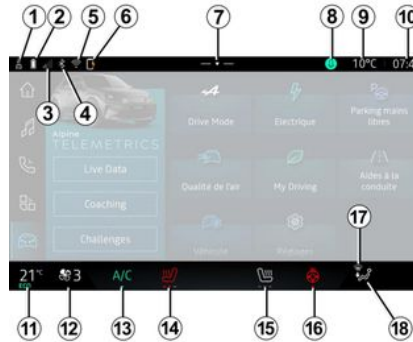 1
2
5
6
7
8
9
10
3
4
10°C
07:4
Alpine
TELEMETRICS
Live Data
Coaching
Challenges
Drive Mode
Electrique
Parking mains
libres
Qualité de l'air
My Driving
Aides à la
conduite
Véhicule
Réglages
17
21°C
eco
3
A/C
11
12
13
14
15
16
18